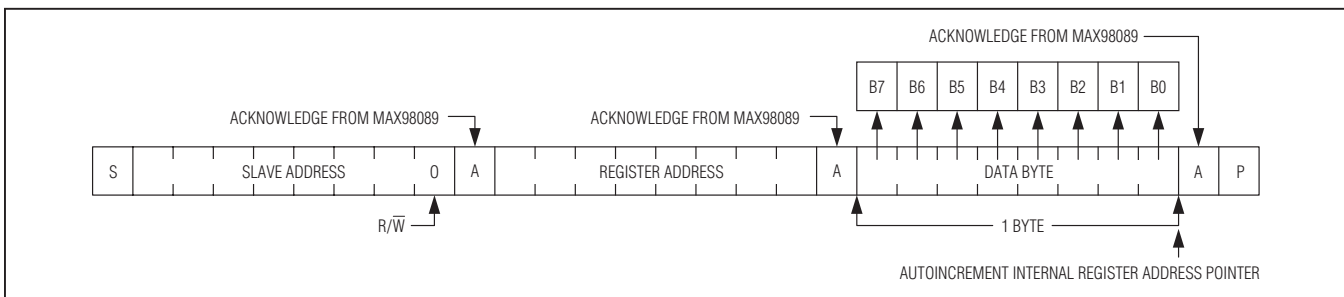 ACKNOWLEDGE FROM MAX98089
B7 B6 B5 B4 B3 B2 B1 B0
ACKNOWLEDGE FROM MAX98089 ACKNOWLEDGE FROM MAX98089
S SLAVE ADDRESS 0 A REGISTER ADDRESS A DATA BYTE A P
R/W̅ 1 BYTE
AUTOINCREMENT INTERNAL REGISTER ADDRESS POINTER